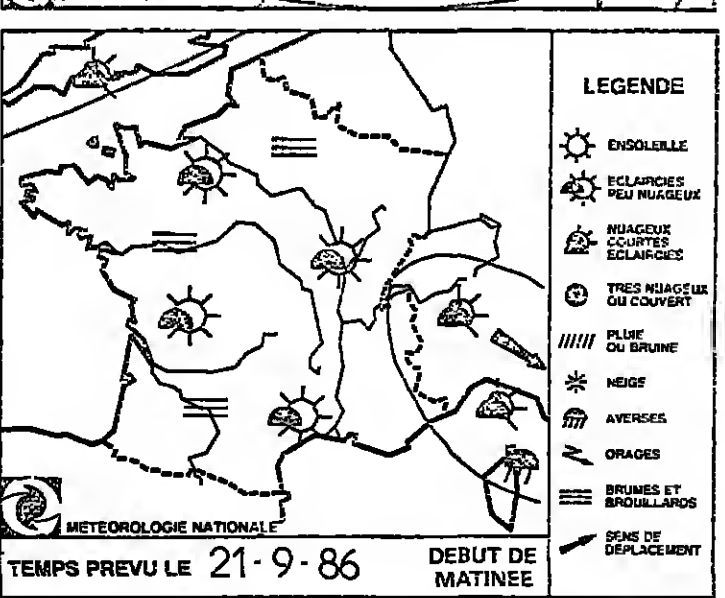 LEGENDE
ENSOLEILLE
ECLAIRCIES
PEU NUAGEUX
NUAGEUX
COURTES
ECLAIRCIES
TRES NUAGEUX
OU COUVERT
PLUIE
OU BRUINE
NEIGE
AVERSES
ORAGES
BRUMES ET
BROUILLARDS
SENS DE
DEPLACEMENT
METEOROLOGIE NATIONALE
TEMPS PREVU LE 21-9-86 DEBUT DE
MATINEE